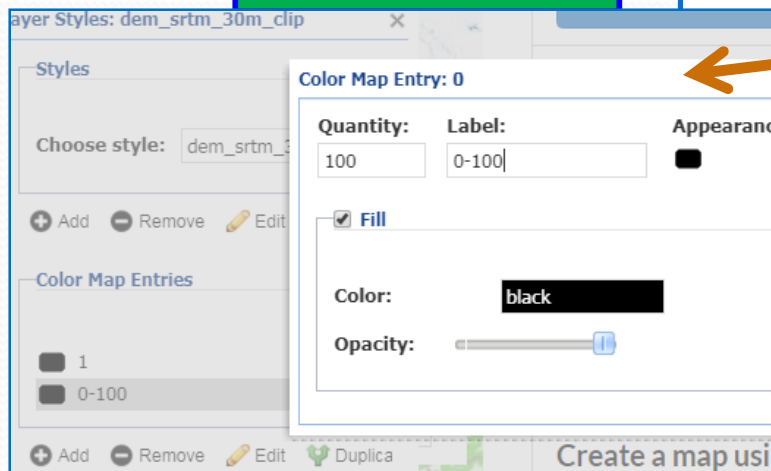 ayer Styles: dem_srtm_30m_clip
Styles
Choose style: dem_srtm_3
Add Remove Edit
Color Map Entries
1
0-100
Add Remove Edit Duplica
Color Map Entry: 0
Quantity: Label: Appearanc
100 0-100
Fill
Color: black
Opacity:
Create a map usi